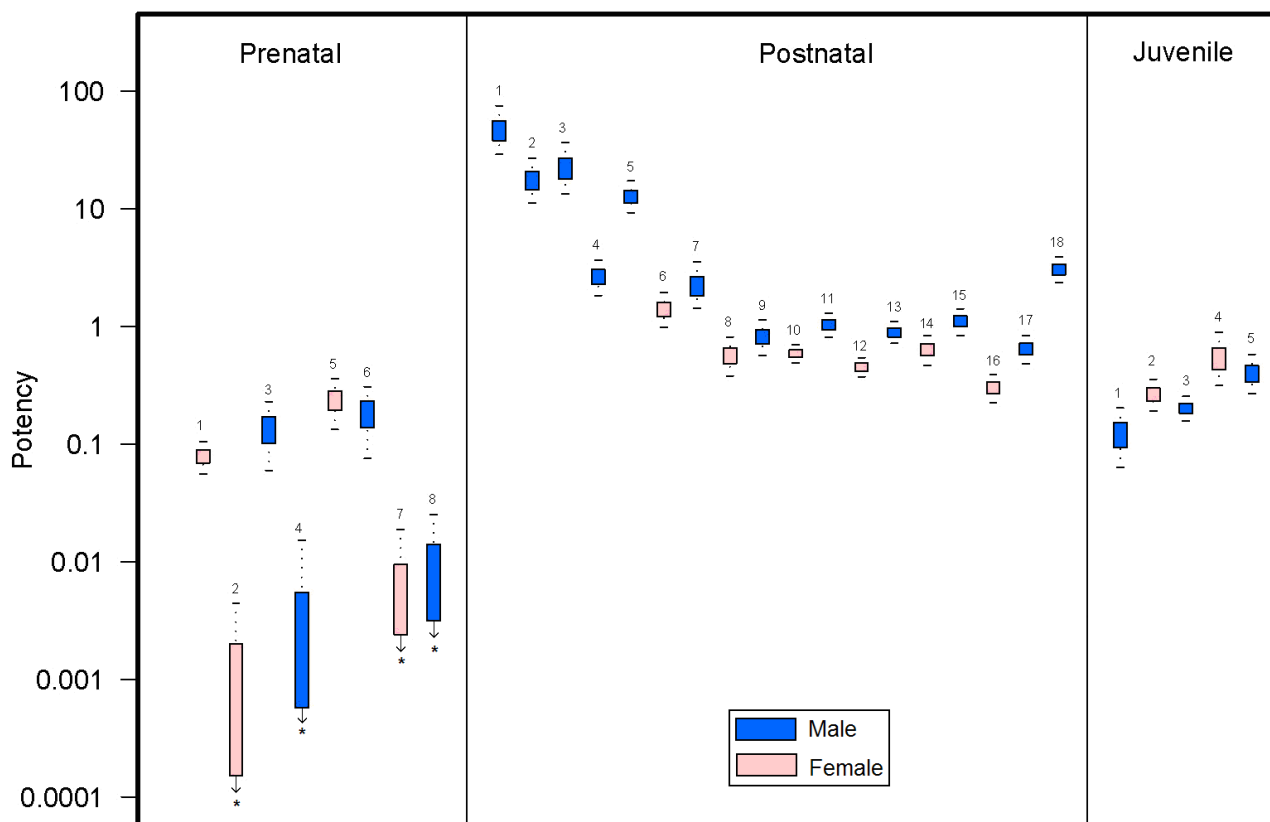 Prenatal Postnatal Juvenile
Potency
100
10
1
0.1
0.01
0.001
0.0001
1 2 3 4 5 6 7 8
* * * *
1 2 3 4 5 6 7 8 9 10 11 12 13 14 15 16 17 18
1 2 3 4 5
Male
Female